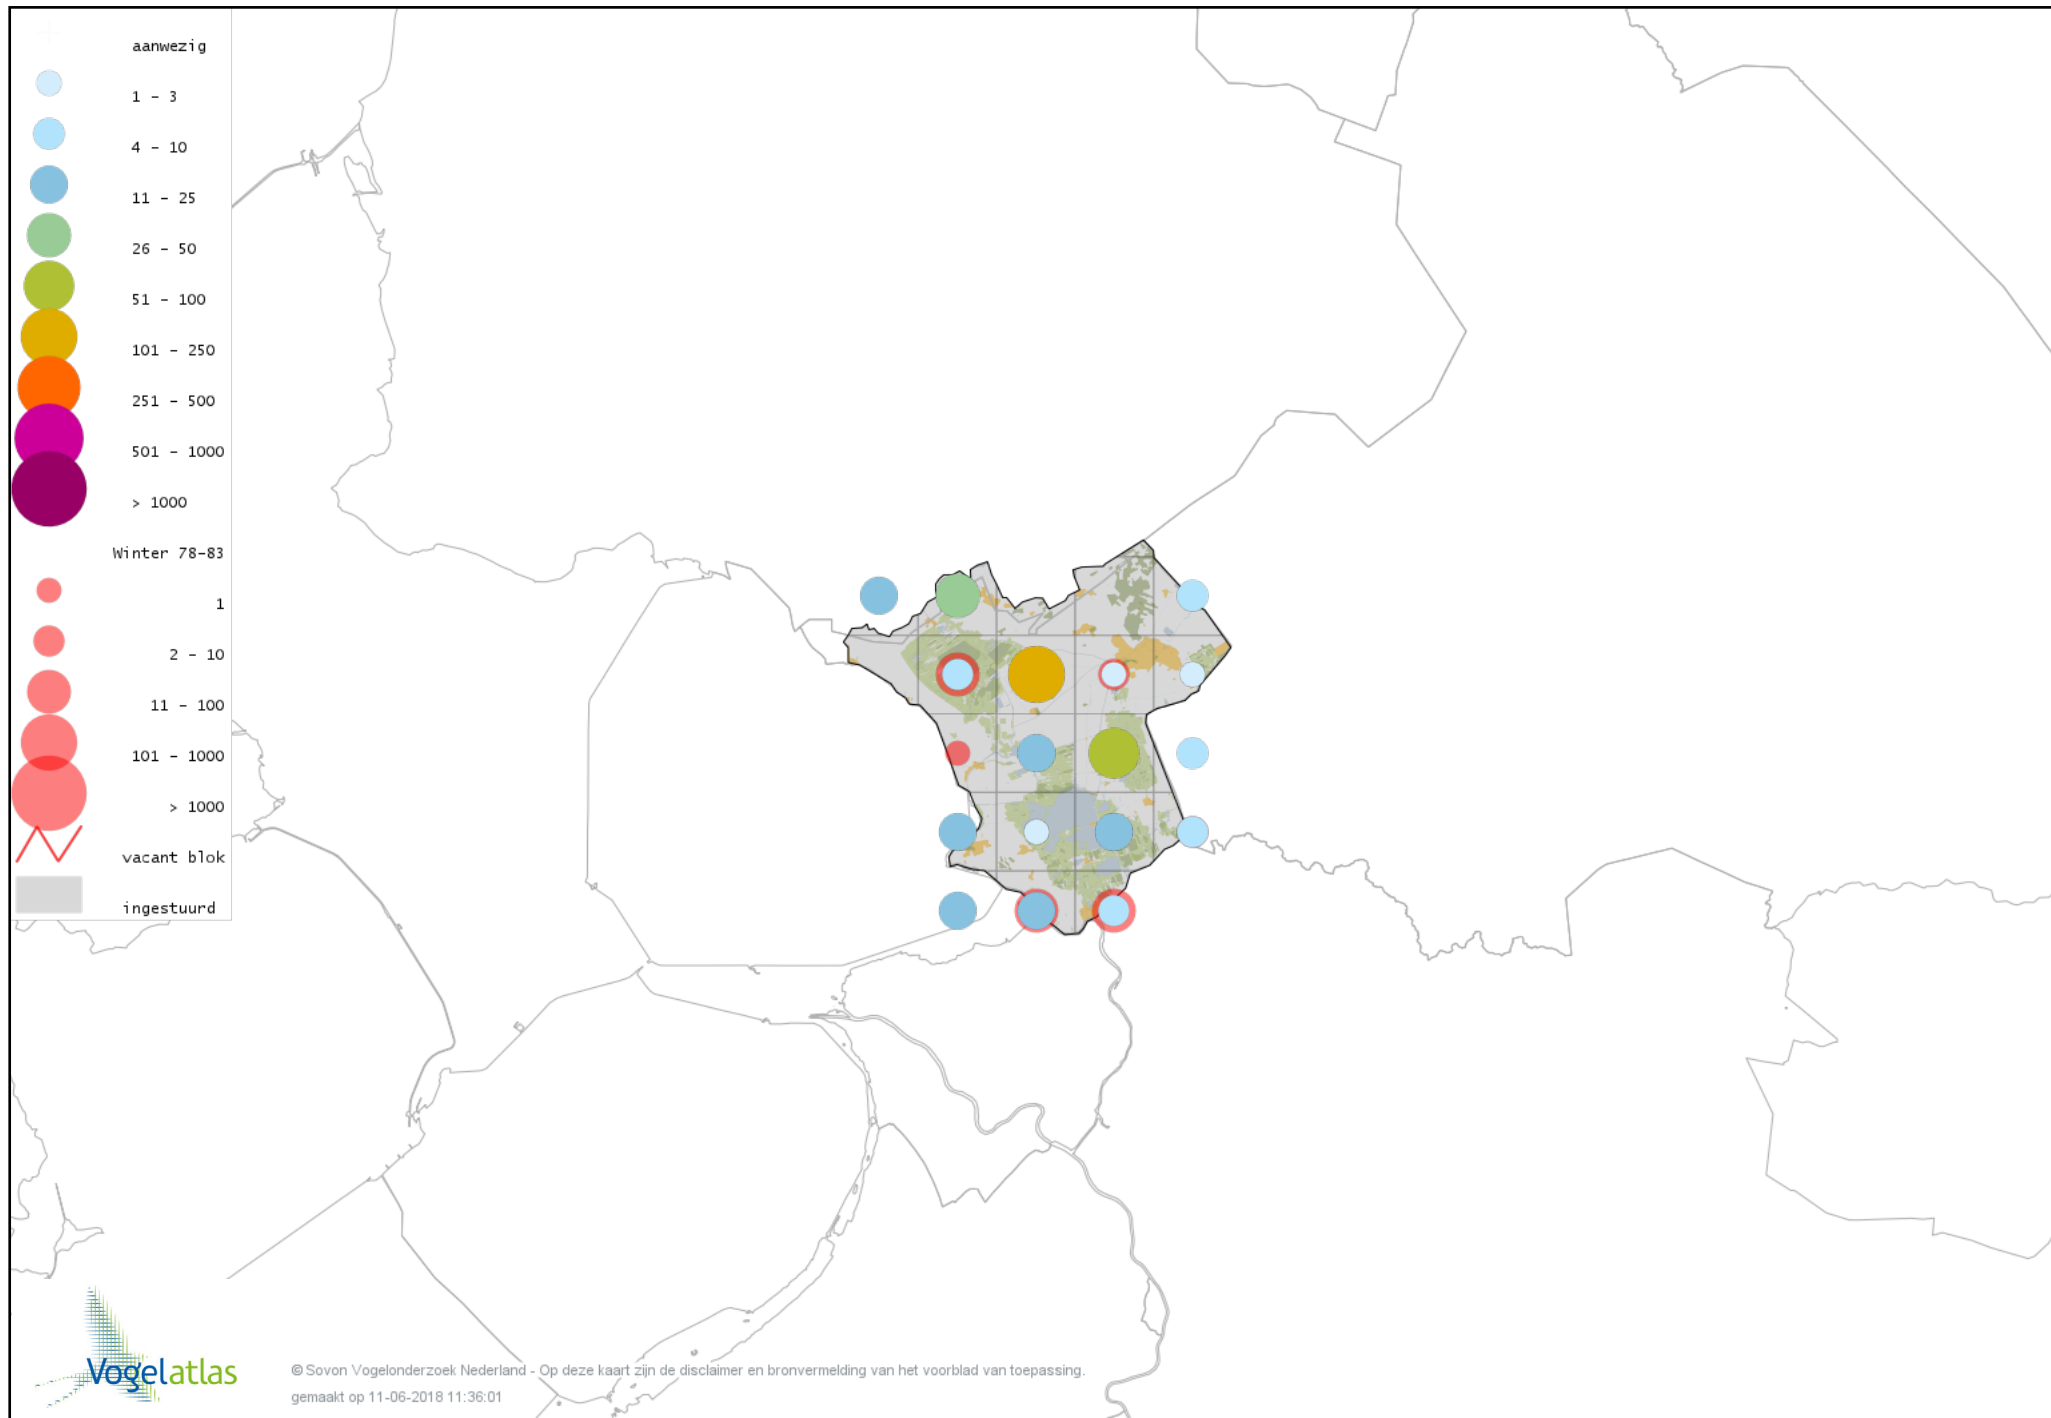 aanwezig
1 - 3
4 - 10
11 - 25
26 - 50
51 - 100
101 - 250
251 - 500
501 - 1000
> 1000
Winter 78-83
1
2 - 10
11 - 100
101 - 1000
> 1000
vacant blok
ingestuurd
Vogelatlas
© Sovon Vogelonderzoek Nederland - Op deze kaart zijn de disclaimer en bronvermelding van het voorblad van toepassing.
gemaakt op 11-06-2018 11:36:01